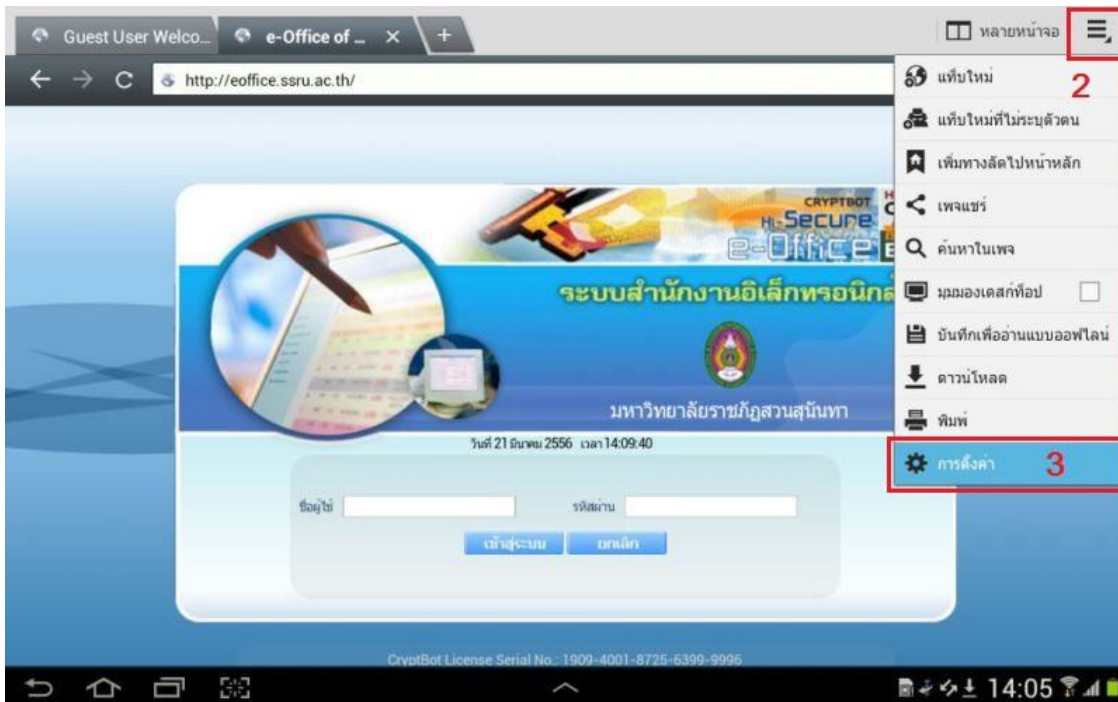 Guest User Welco...
e-Office of ...
หลายหน้าจอ
2
http://eoffice.ssru.ac.th/
แท็บใหม่
แท็บใหม่ที่ไม่ระบุตัวตน
เพิ่มทางลัดไปหน้าหลัก
เพจแชร์
ค้นหาในเพจ
มุมมองเดสก์ท็อป
บันทึกเพื่ออ่านแบบออฟไลน์
ดาวน์โหลด
พิมพ์
การตั้งค่า
3
CRYPTBOT
Hi-Secure
e-Office
ระบบสำนักงานอิเล็กทรอนิกส์
มหาวิทยาลัยราชภัฏสวนสุนันทา
วันที่ 21 มีนาคม 2556 เวลา 14:09:40
ชื่อผู้ใช้
รหัสผ่าน
เข้าสู่ระบบ
ยกเลิก
CryptBot License Serial No.: 1909-4001-8725-6399-9996
14:05